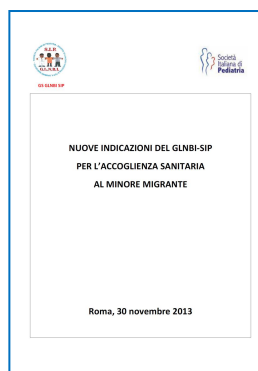 S.I.P.
G.L.N.B.I.
GS GLNBI SIP
Società
Italiana di
Pediatria
NUOVE INDICAZIONI DEL GLNBI-SIP
PER L'ACCOGLIENZA SANITARIA
AL MINORE MIGRANTE
Roma, 30 novembre 2013